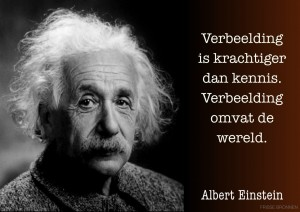 Verbeelding
is krachtiger
dan kennis.
Verbeelding
omvat de
wereld.
Albert Einstein